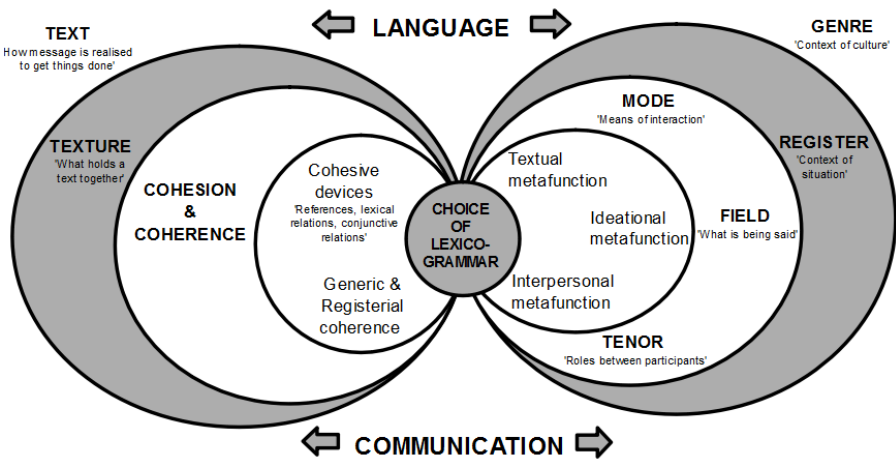 LANGUAGE
TEXT
How message is realised
to get things done'
TEXTURE
'What holds a
text together'
COHESION
&
COHERENCE
Cohesive
devices
'References, lexical
relations, conjunctive
relations'
Generic &
Registerial
coherence
CHOICE
OF
LEXICO-
GRAMMAR
Textual
metafunction
Ideational
metafunction
Interpersonal
metafunction
MODE
'Means of interaction'
FIELD
'What is being said'
TENOR
'Roles between participants'
GENRE
'Context of culture'
REGISTER
'Context of
situation'
COMMUNICATION